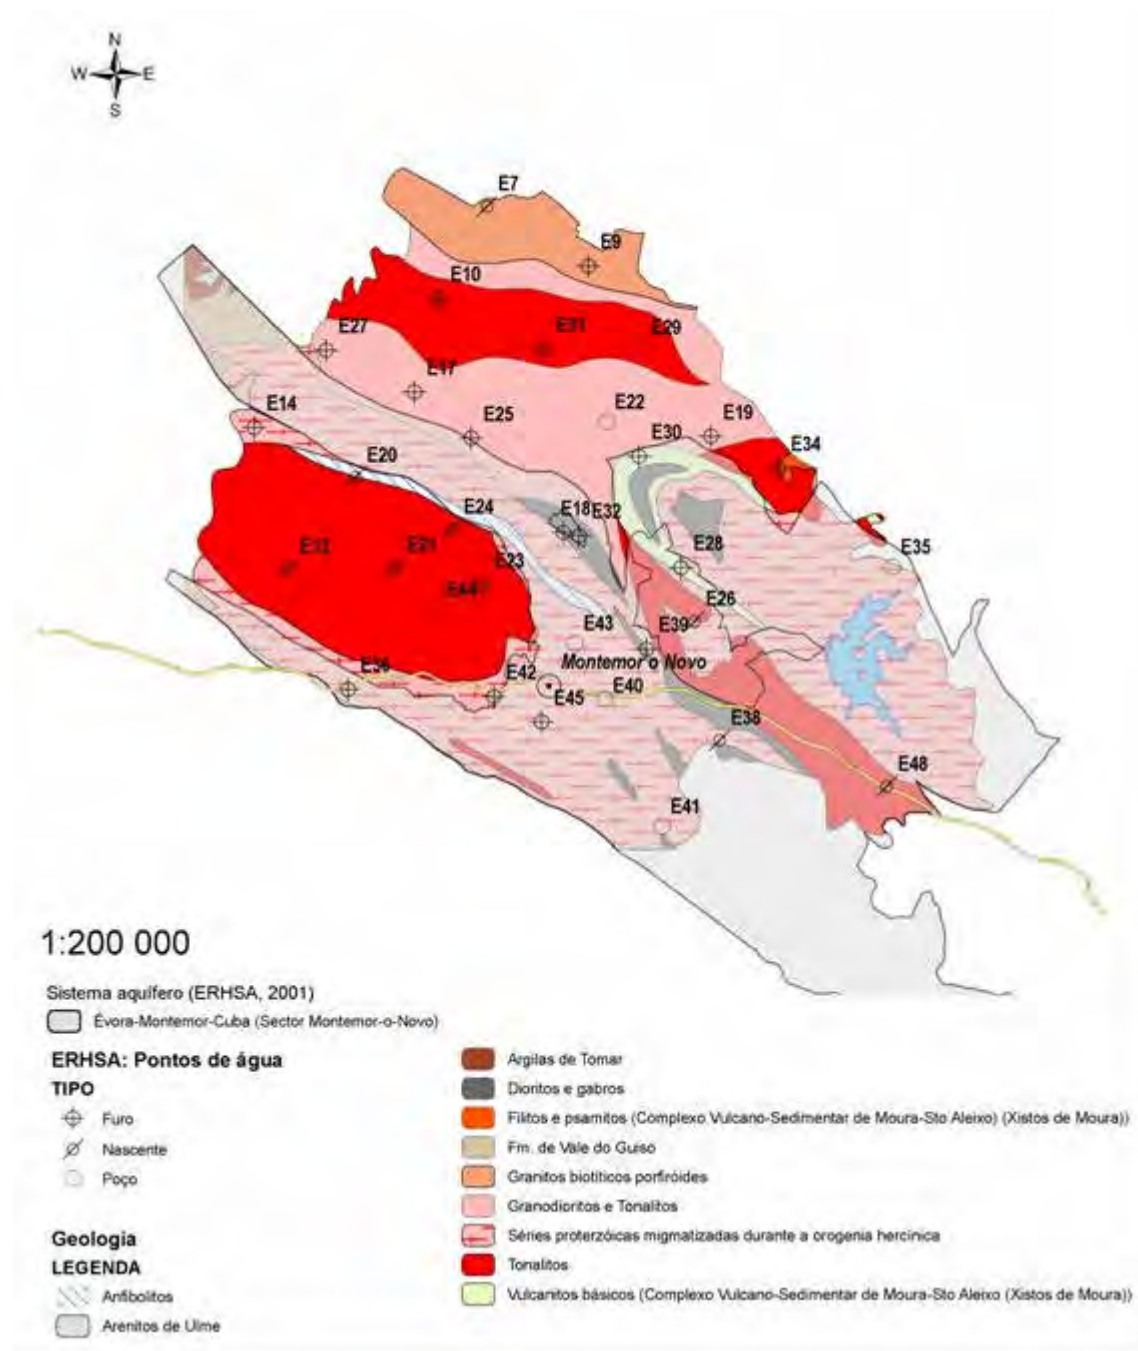 N
W E
S
E7
E9
E10
E31
E29
E27
E17
E22
E14
E25
E30
E19
E34
E20
E24
E18
E32
E28
E35
E21
E23
E26
E43
E39
Montemor o Novo
E36
E42
E45
E40
E38
E48
E41
1:200 000
Sistema aquífero (ERHSA, 2001)
Évora-Montemor-Cuba (Sector Montemor-o-Novo)
ERHSA: Pontos de água
TIPO
Furo
Nascente
Poço
Geologia
LEGENDA
Anfibolitos
Arenitos de Ulme
Argilas de Tomar
Dioritos e gabros
Filitos e psamitos (Complexo Vulcano-Sedimentar de Moura-Sto Aleixo) (Xistos de Moura))
Fm. de Vale do Guiso
Granitos biotíticos porfiróides
Granodioritos e Tonalitos
Séries proterzóicas migmatizadas durante a orogenia hercínica
Tonalitos
Vulcanitos básicos (Complexo Vulcano-Sedimentar de Moura-Sto Aleixo (Xistos de Moura))